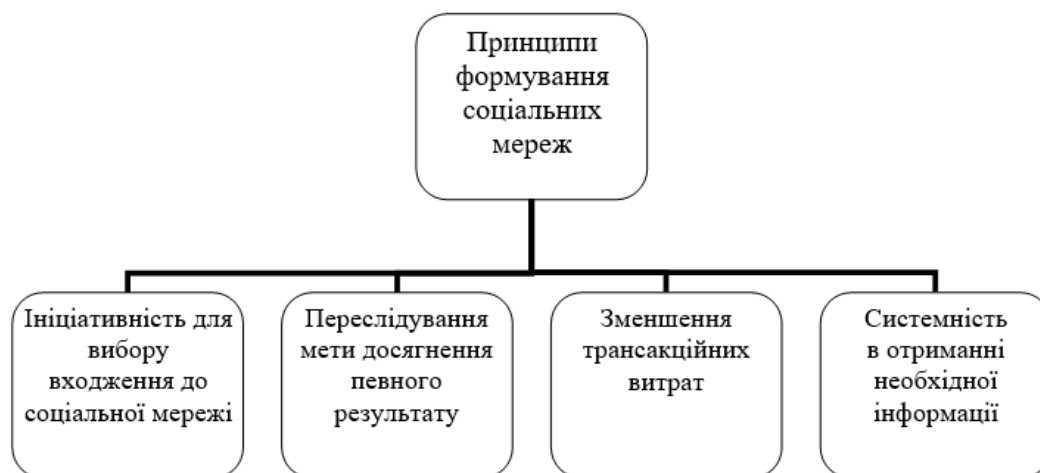 Принципи
формування
соціальних
мереж
Ініціативність для
вибору
входження до
соціальної мережі
Переслідування
мети досягнення
певного
результату
Зменшення
трансакційних
витрат
Системність
в отриманні
необхідної
інформації